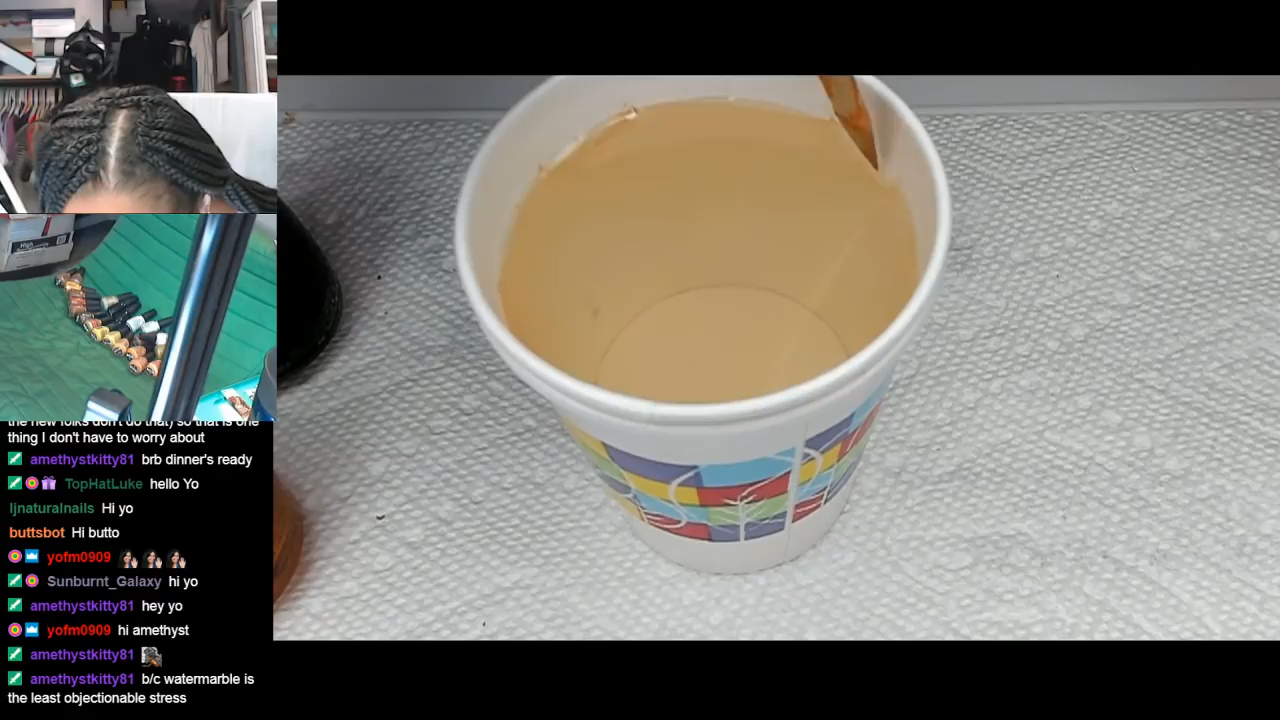 High
the new folks don't do that) so that is one
thing I don't have to worry about
amethystkitty81 brb dinner's ready
TopHatLuke hello Yo
ljnaturalnails Hi yo
buttsbot Hi butto
yofm0909
Sunburnt_Galaxy hi yo
amethystkitty81 hey yo
yofm0909 hi amethyst
amethystkitty81
amethystkitty81 b/c watermarble is
the least objectionable stress